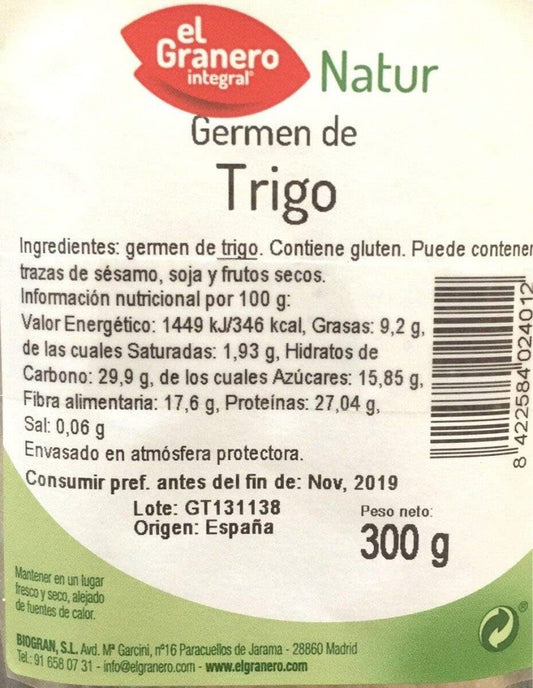 el
Granero
integral®
Natur
Germen de
Trigo
Ingredientes: germen de trigo. Contiene gluten. Puede contener
trazas de sésamo, soja y frutos secos.
Información nutricional por 100 g:
Valor Energético: 1449 kJ/346 kcal, Grasas: 9,2 g,
de las cuales Saturadas: 1,93 g, Hidratos de
Carbono: 29,9 g, de los cuales Azúcares: 15,85 g,
Fibra alimentaria: 17,6 g, Proteínas: 27,04 g,
Sal: 0,06 g
Envasado en atmósfera protectora.
8 422584 024012
Consumir pref. antes del fin de: Nov, 2019
Lote: GT131138
Origen: España
Peso neto:
300 g
Mantener en un lugar
fresco y seco, alejado
de fuentes de calor.
®
BIOGRAN, S.L. Avd. Mª Garcini, nº16 Paracuellos de Jarama - 28860 Madrid
Tel.: 91 658 07 31 - info@elgranero.com - www.elgranero.com